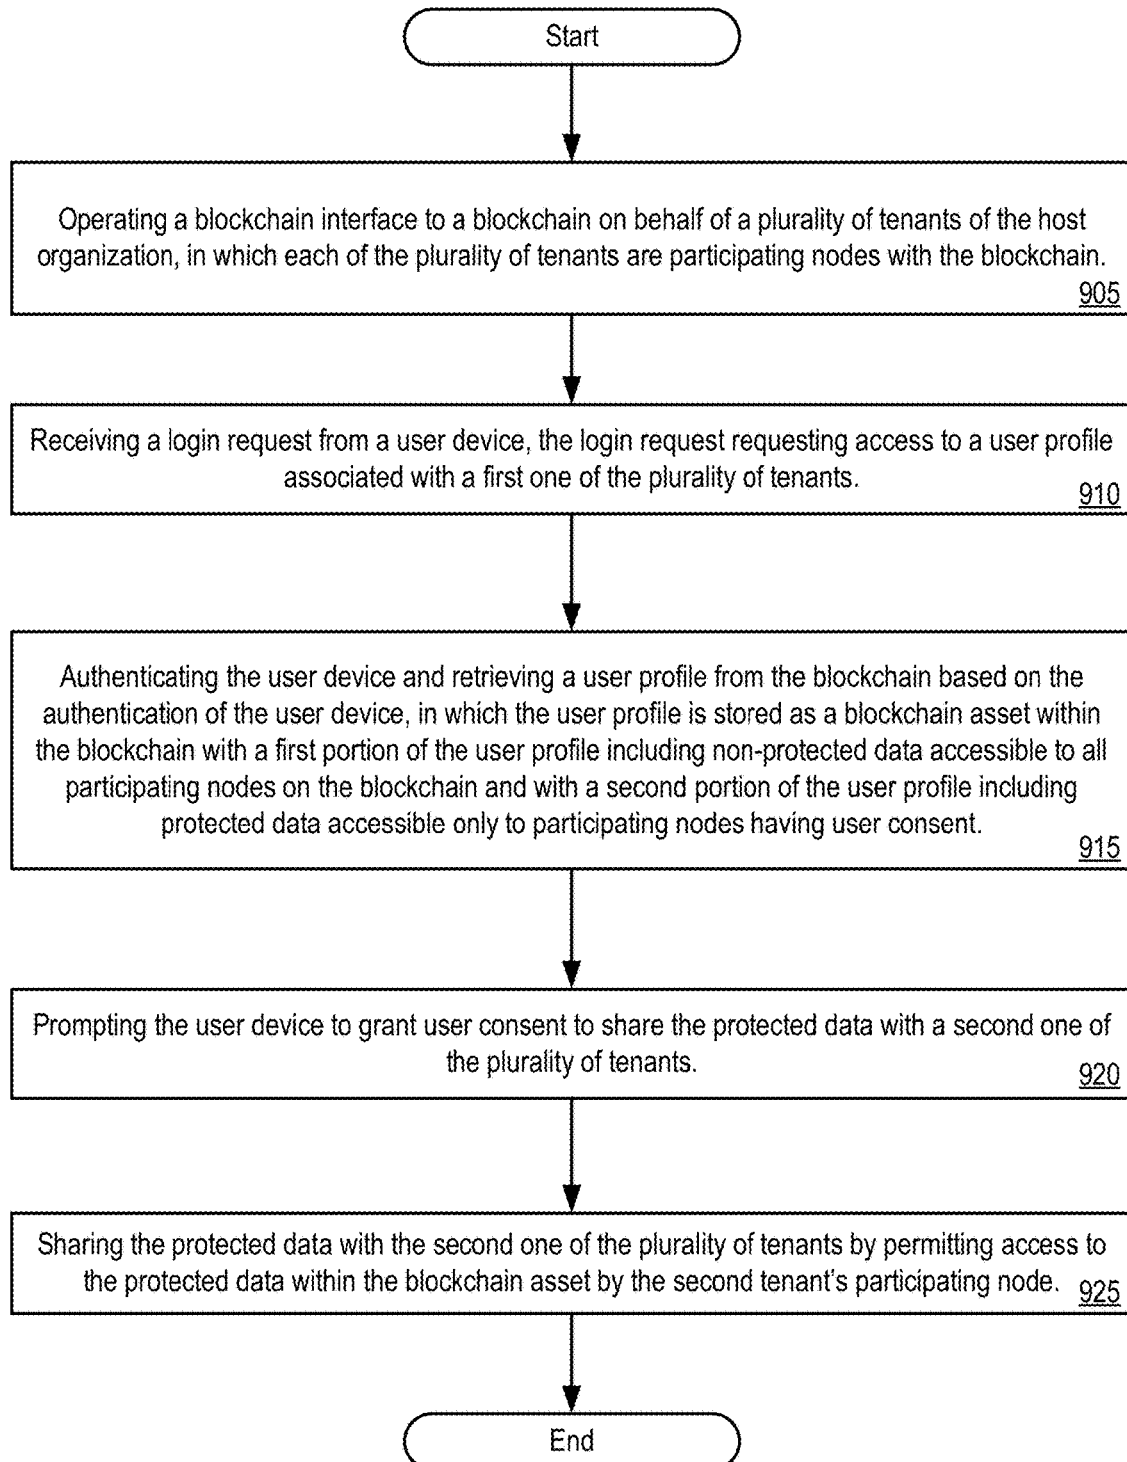 Start
Operating a blockchain interface to a blockchain on behalf of a plurality of tenants of the host
organization, in which each of the plurality of tenants are participating nodes with the blockchain.
905
Receiving a login request from a user device, the login request requesting access to a user profile
associated with a first one of the plurality of tenants.
910
Authenticating the user device and retrieving a user profile from the blockchain based on the
authentication of the user device, in which the user profile is stored as a blockchain asset within
the blockchain with a first portion of the user profile including non-protected data accessible to all
participating nodes on the blockchain and with a second portion of the user profile including
protected data accessible only to participating nodes having user consent.
915
Prompting the user device to grant user consent to share the protected data with a second one of
the plurality of tenants.
920
Sharing the protected data with the second one of the plurality of tenants by permitting access to
the protected data within the blockchain asset by the second tenant's participating node.
925
End